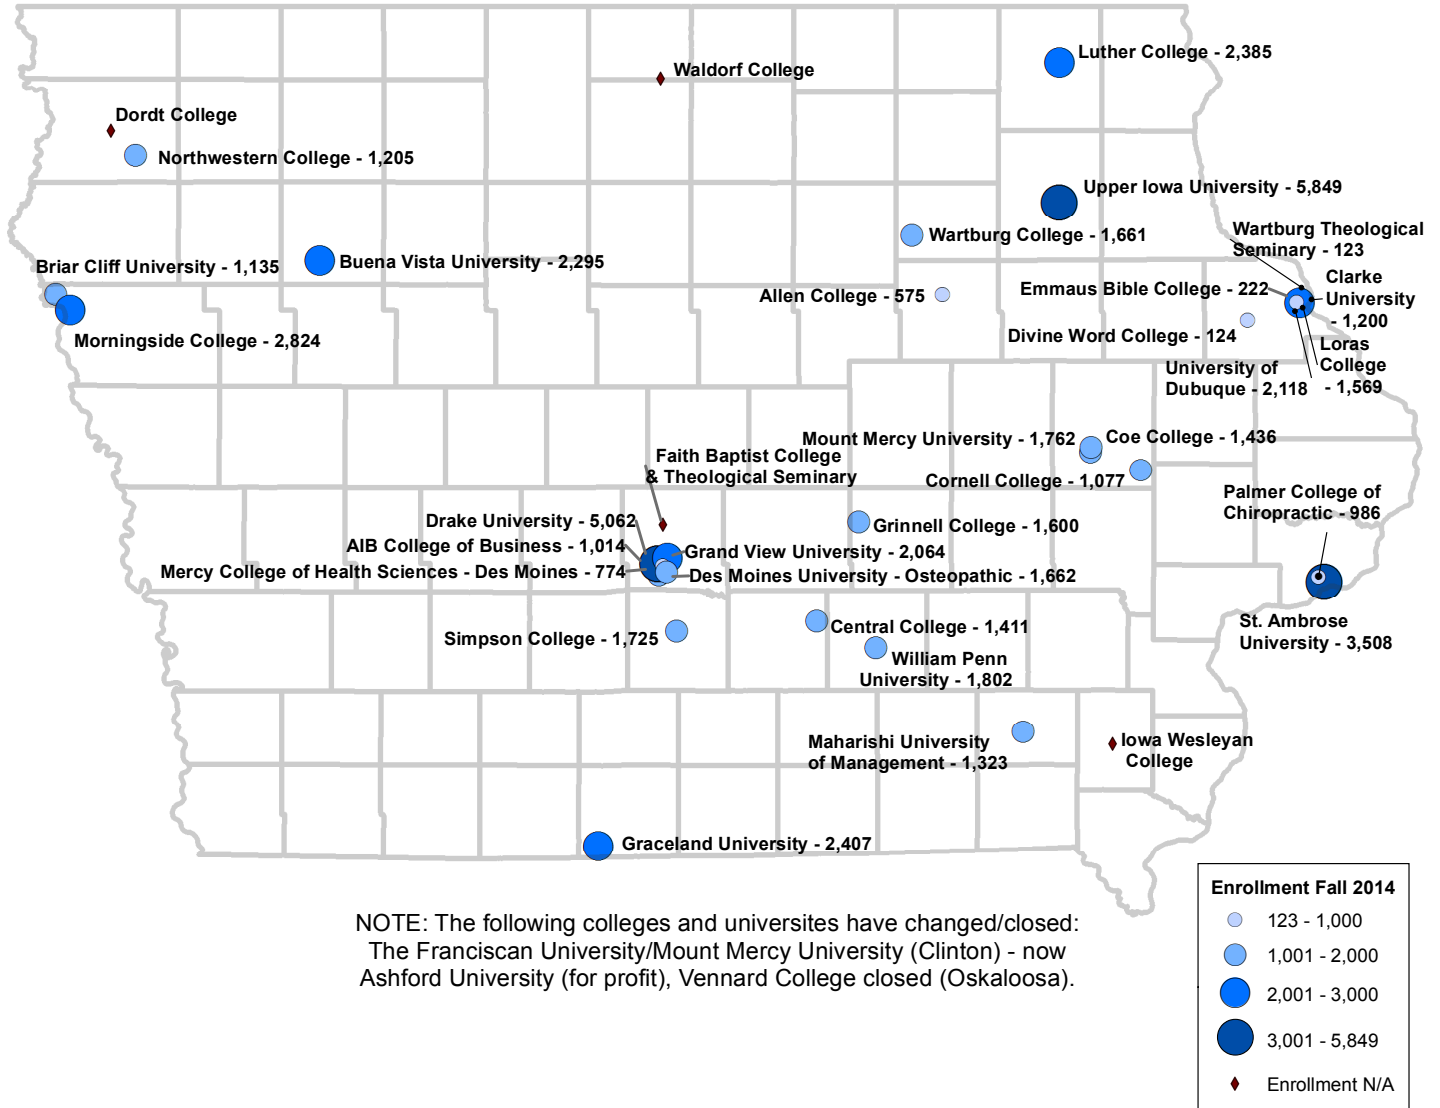 Luther College - 2,385
Waldorf College
Dordt College
Northwestern College - 1,205
Upper Iowa University - 5,849
Wartburg College - 1,661
Wartburg Theological
Seminary - 123
Briar Cliff University - 1,135
Buena Vista University - 2,295
Allen College - 575
Emmaus Bible College - 222
Clarke
University
- 1,200
Morningside College - 2,824
Divine Word College - 124
Loras
College
- 1,569
University of
Dubuque - 2,118
Mount Mercy University - 1,762
Coe College - 1,436
Faith Baptist College
& Theological Seminary
Cornell College - 1,077
Palmer College of
Chiropractic - 986
Drake University - 5,062
Grinnell College - 1,600
AIB College of Business - 1,014
Grand View University - 2,064
Mercy College of Health Sciences - Des Moines - 774
Des Moines University - Osteopathic - 1,662
St. Ambrose
University - 3,508
Simpson College - 1,725
Central College - 1,411
William Penn
University - 1,802
Maharishi University
of Management - 1,323
Iowa Wesleyan
College
Graceland University - 2,407
NOTE: The following colleges and universites have changed/closed:
The Franciscan University/Mount Mercy University (Clinton) - now
Ashford University (for profit), Vennard College closed (Oskaloosa).
Enrollment Fall 2014
123 - 1,000
1,001 - 2,000
2,001 - 3,000
3,001 - 5,849
Enrollment N/A